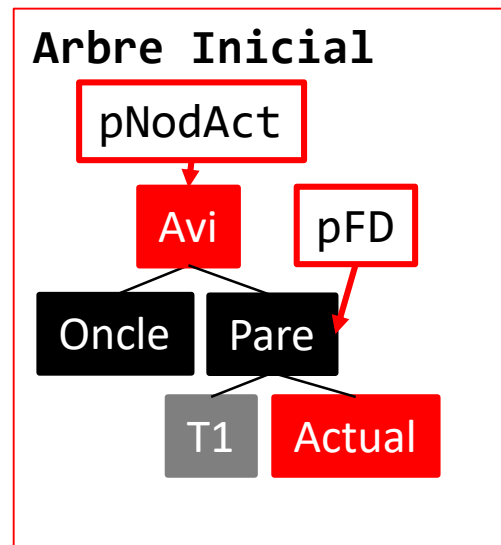 Arbre Inicial
pNodAct
Avi
pFD
Oncle
Pare
T1
Actual